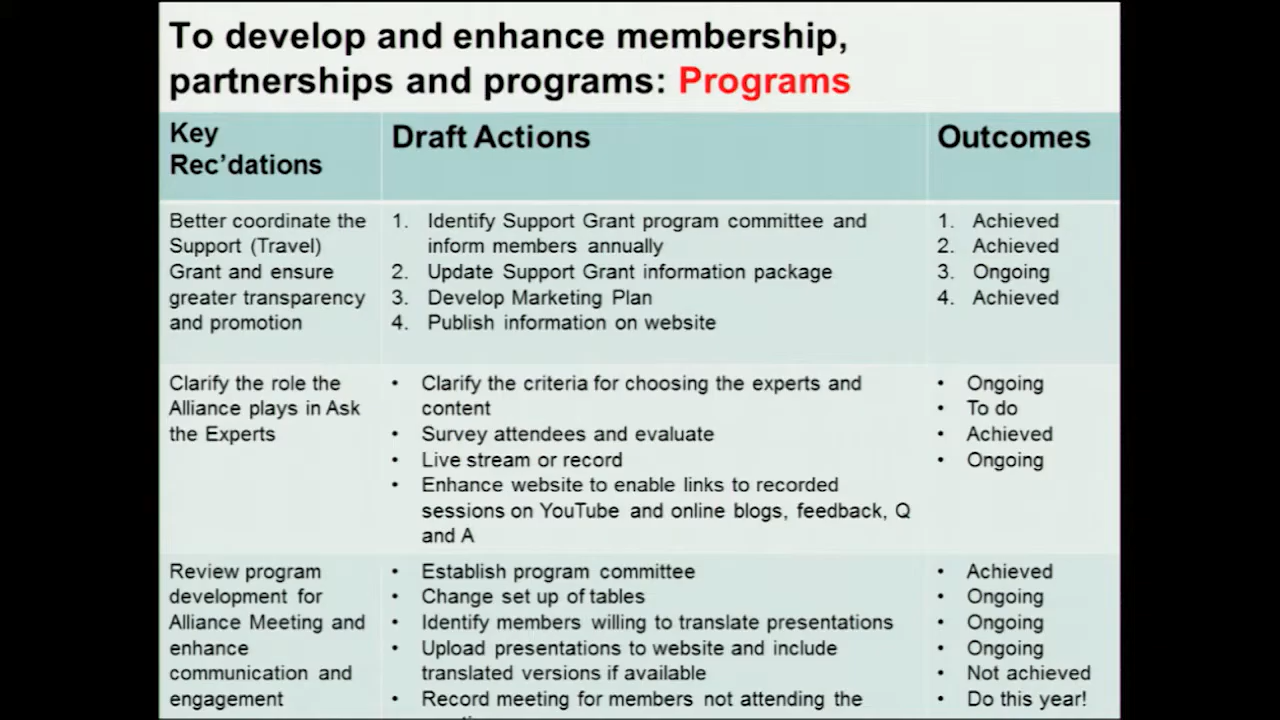 To develop and enhance membership,
partnerships and programs: Programs
Key
Rec’dations
Draft Actions
Outcomes
Better coordinate the
Support (Travel)
Grant and ensure
greater transparency
and promotion
1. Identify Support Grant program committee and
inform members annually
2. Update Support Grant information package
3. Develop Marketing Plan
4. Publish information on website
1. Achieved
2. Achieved
3. Ongoing
4. Achieved
Clarify the role the
Alliance plays in Ask
the Experts
• Clarify the criteria for choosing the experts and
content
• Survey attendees and evaluate
• Live stream or record
• Enhance website to enable links to recorded
sessions on YouTube and online blogs, feedback, Q
and A
• Ongoing
• To do
• Achieved
• Ongoing
Review program
development for
Alliance Meeting and
enhance
communication and
engagement
• Establish program committee
• Change set up of tables
• Identify members willing to translate presentations
• Upload presentations to website and include
translated versions if available
• Record meeting for members not attending the
• Achieved
• Ongoing
• Ongoing
• Ongoing
• Not achieved
• Do this year!